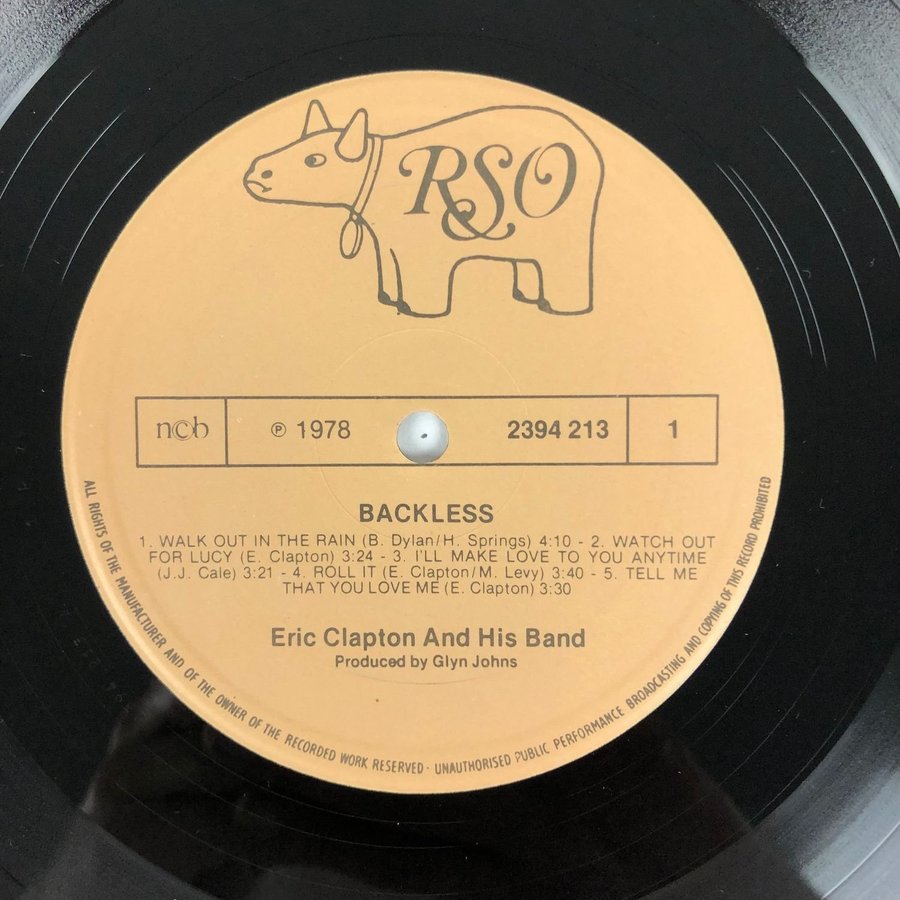 RSO
ncb ℗ 1978 2394 213 1
BACKLESS
1. WALK OUT IN THE RAIN (B. Dylan/H. Springs) 4:10 - 2. WATCH OUT
FOR LUCY (E. Clapton) 3:24 - 3. I'LL MAKE LOVE TO YOU ANYTIME
(J.J. Cale) 3:21 - 4. ROLL IT (E. Clapton/M. Levy) 3:40 - 5. TELL ME
THAT YOU LOVE ME (E. Clapton) 3:30
Eric Clapton And His Band
Produced by Glyn Johns
ALL RIGHTS OF THE MANUFACTURER AND OF THE OWNER OF THE RECORDED WORK RESERVED · UNAUTHORISED PUBLIC PERFORMANCE BROADCASTING AND COPYING OF THIS RECORD PROHIBITED